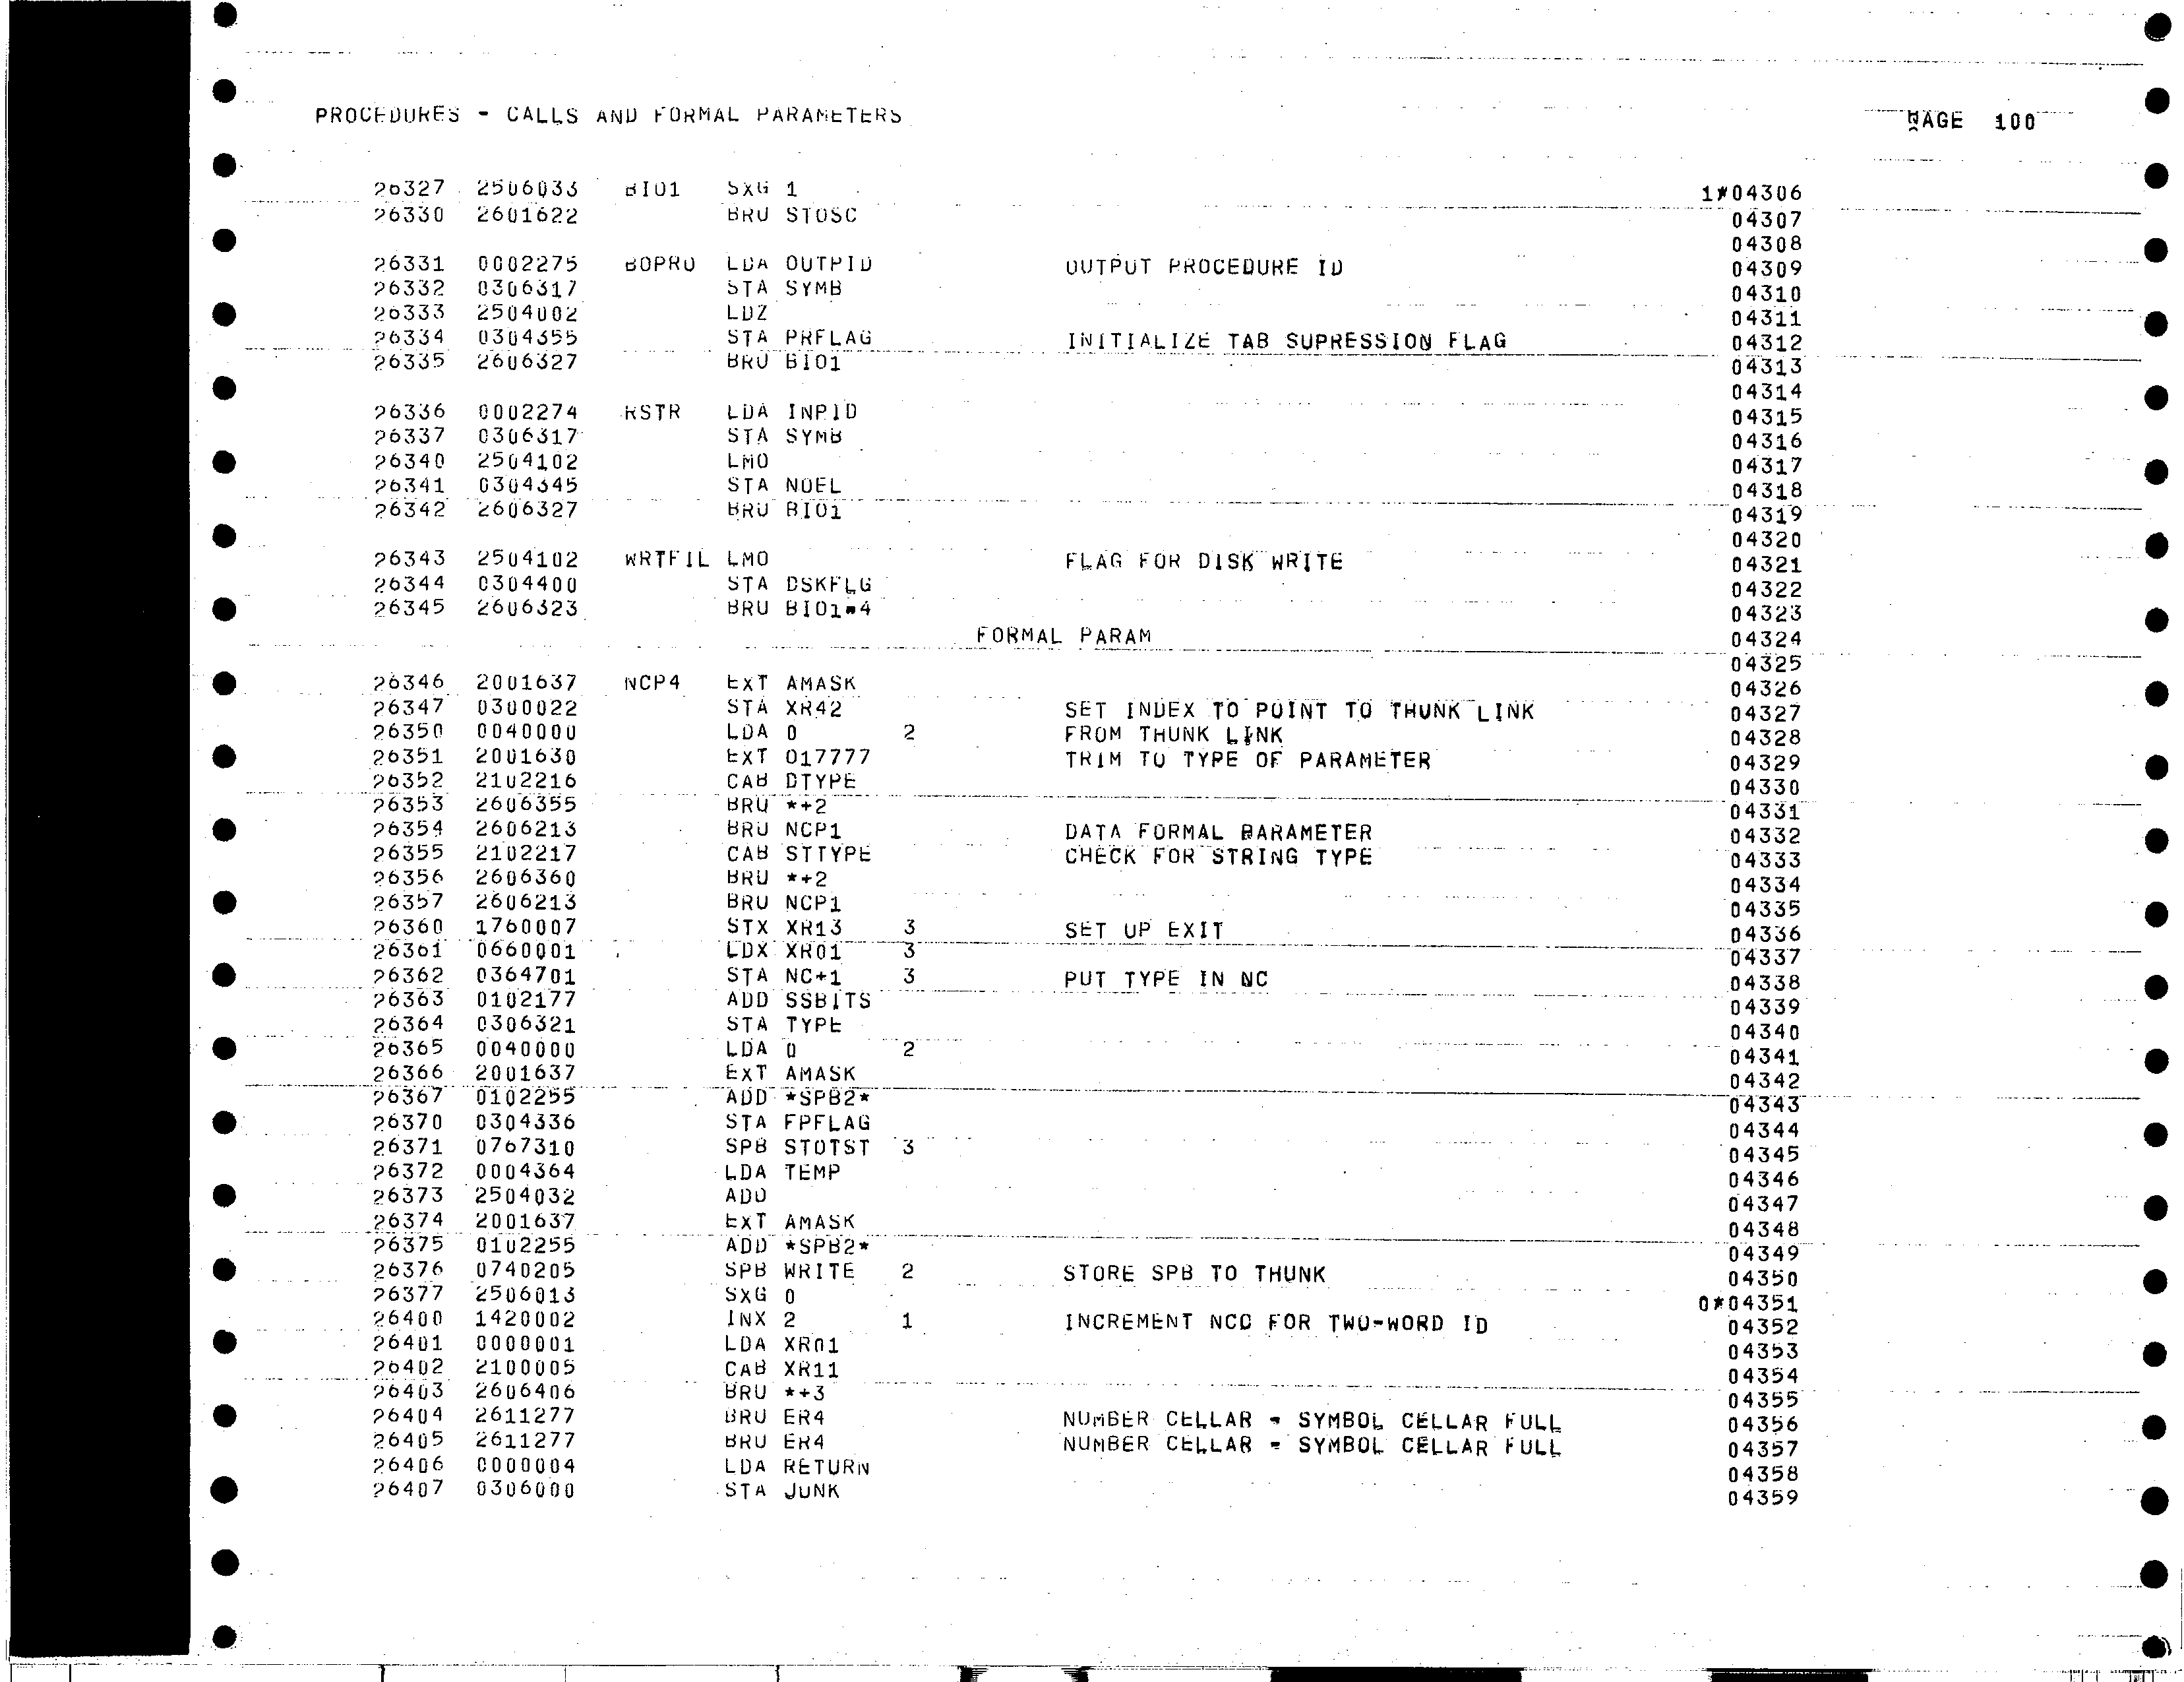 PROCEDURES - CALLS AND FORMAL PARAMETERS PAGE 100
26327 2506033 BIO1 SXG 1 1*04306
26330 2601622 BRU STOSC 04307
04308
26331 0002275 BOPRO LDA OUTPID OUTPUT PROCEDURE ID 04309
26332 0306317 STA SYMB 04310
26333 2504002 LDZ 04311
26334 0304355 STA PRFLAG INITIALIZE TAB SUPRESSION FLAG 04312
26335 2606327 BRU BIO1 04313
04314
26336 0002274 RSTR LDA INPID 04315
26337 0306317 STA SYMB 04316
26340 2504102 LMO 04317
26341 0304345 STA NOEL 04318
26342 2606327 BRU BIO1 04319
04320
26343 2504102 WRTFIL LMO FLAG FOR DISK WRITE 04321
26344 0304400 STA DSKFLG 04322
26345 2606323 BRU BIO1-4 04323
FORMAL PARAM 04324
04325
26346 2001637 NCP4 EXT AMASK 04326
26347 0300022 STA XR42 SET INDEX TO POINT TO THUNK LINK 04327
26350 0040000 LDA 0 2 FROM THUNK LINK 04328
26351 2001630 EXT 017777 TRIM TO TYPE OF PARAMETER 04329
26352 2102216 CAB DTYPE 04330
26353 2606355 BRU *+2 04331
26354 2606213 BRU NCP1 DATA FORMAL PARAMETER 04332
26355 2102217 CAB STTYPE CHECK FOR STRING TYPE 04333
26356 2606360 BRU *+2 04334
26357 2606213 BRU NCP1 04335
26360 1760007 STX XR13 3 SET UP EXIT 04336
26361 0660001 LDX XR01 3 04337
26362 0364701 STA NC+1 3 PUT TYPE IN NC 04338
26363 0102177 ADD SSBITS 04339
26364 0306321 STA TYPE 04340
26365 0040000 LDA 0 2 04341
26366 2001637 EXT AMASK 04342
26367 0102255 ADD *SPB2* 04343
26370 0304336 STA FPFLAG 04344
26371 0767310 SPB STOTST 3 04345
26372 0004364 LDA TEMP 04346
26373 2504032 ADO 04347
26374 2001637 EXT AMASK 04348
26375 0102255 ADD *SPB2* 04349
26376 0740205 SPB WRITE 2 STORE SPB TO THUNK 04350
26377 2506013 SXG 0 0*04351
26400 1420002 INX 2 1 INCREMENT NCC FOR TWO-WORD ID 04352
26401 0000001 LDA XR01 04353
26402 2100005 CAB XR11 04354
26403 2606406 BRU *+3 04355
26404 2611277 BRU ER4 NUMBER CELLAR - SYMBOL CELLAR FULL 04356
26405 2611277 BRU ER4 NUMBER CELLAR - SYMBOL CELLAR FULL 04357
26406 0000004 LDA RETURN 04358
26407 0306000 STA JUNK 04359